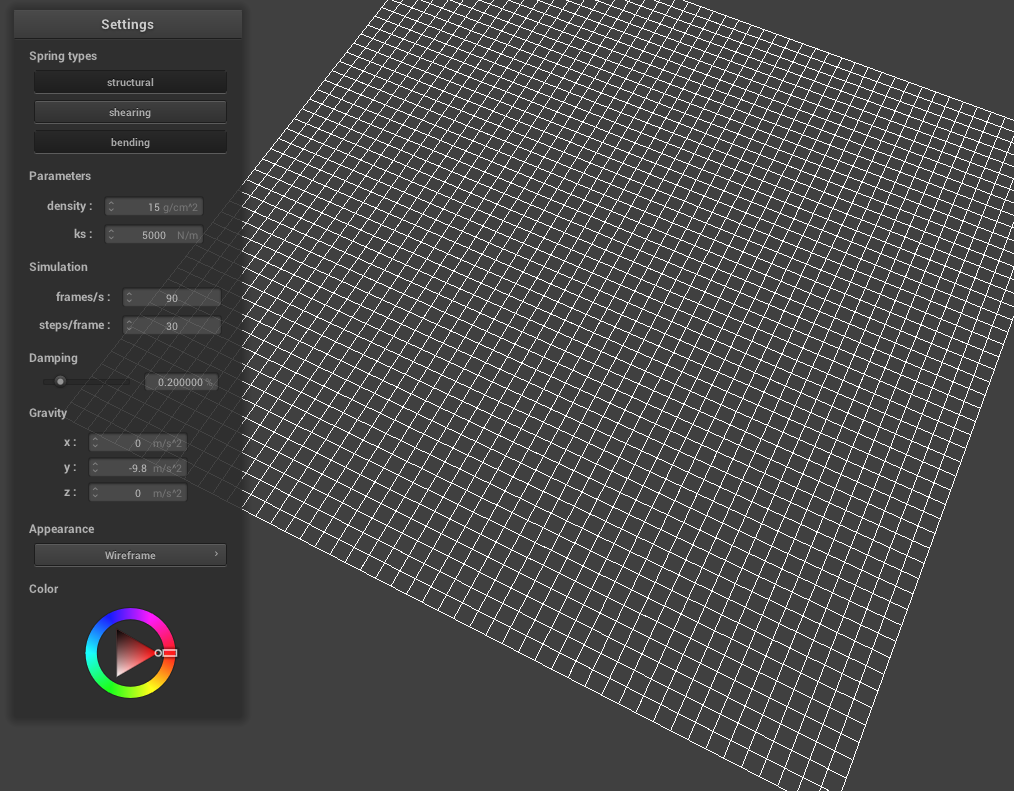 Settings
Spring types
structural
shearing
bending
Parameters
density : 15 g/cm^2
ks : 5000 N/m
Simulation
frames/s : 90
steps/frame : 30
Damping
0.200000 %
Gravity
x : 0 m/s^2
y : -9.8 m/s^2
z : 0 m/s^2
Appearance
Wireframe ›
Color